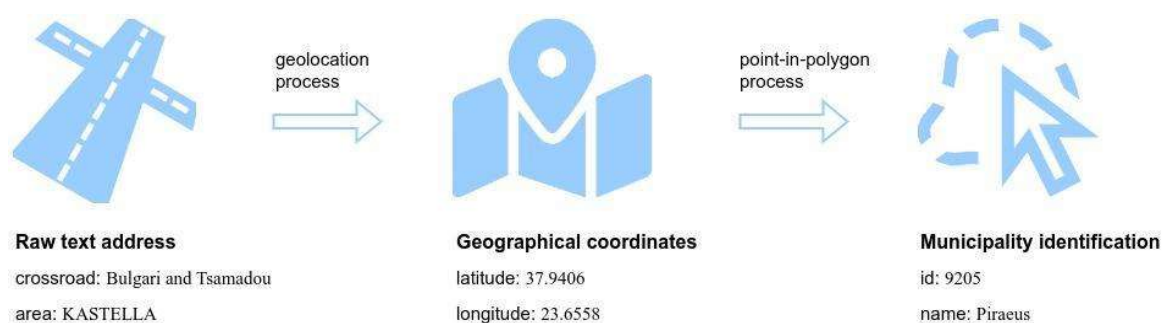 geolocation
process
point-in-polygon
process
Raw text address
crossroad: Bulgari and Tsamadou
area: KASTELLA
Geographical coordinates
latitude: 37.9406
longitude: 23.6558
Municipality identification
id: 9205
name: Piraeus